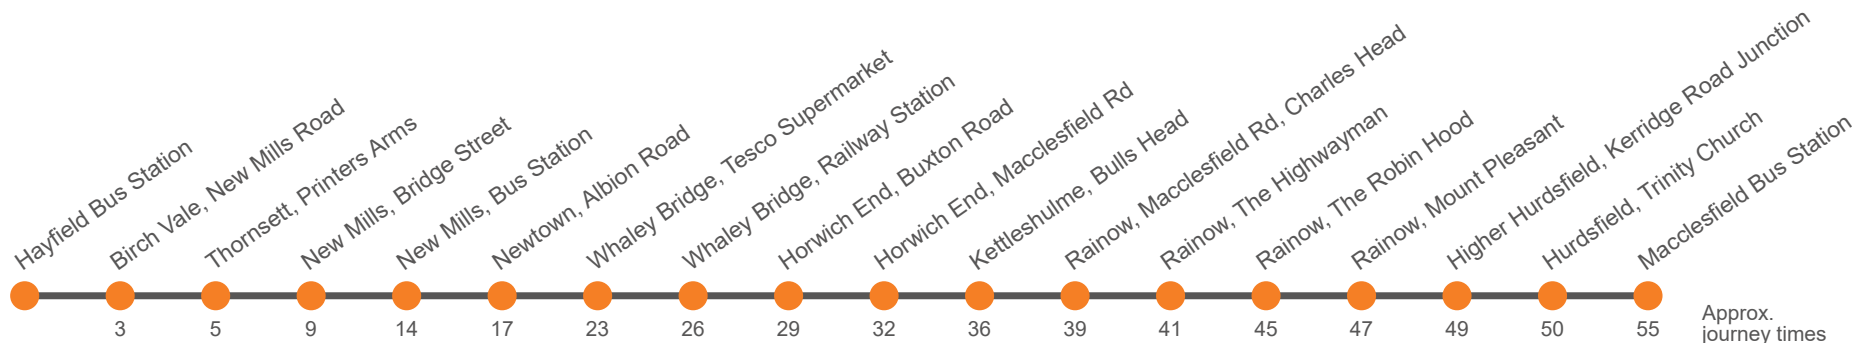 Hayfield Bus Station
Birch Vale, New Mills Road
Thornsett, Printers Arms
New Mills, Bridge Street
New Mills, Bus Station
Newtown, Albion Road
Whaley Bridge, Tesco Supermarket
Whaley Bridge, Railway Station
Horwich End, Buxton Road
Horwich End, Macclesfield Rd
Kettleshulme, Bulls Head
Rainow, Macclesfield Rd, Charles Head
Rainow, The Highwayman
Rainow, The Robin Hood
Rainow, Mount Pleasant
Higher Hurdsfield, Kerridge Road Junction
Hurdsfield, Trinity Church
Macclesfield Bus Station
3 5 9 14 17 23 26 29 32 36 39 41 45 47 49 50 55
Approx.
journey times